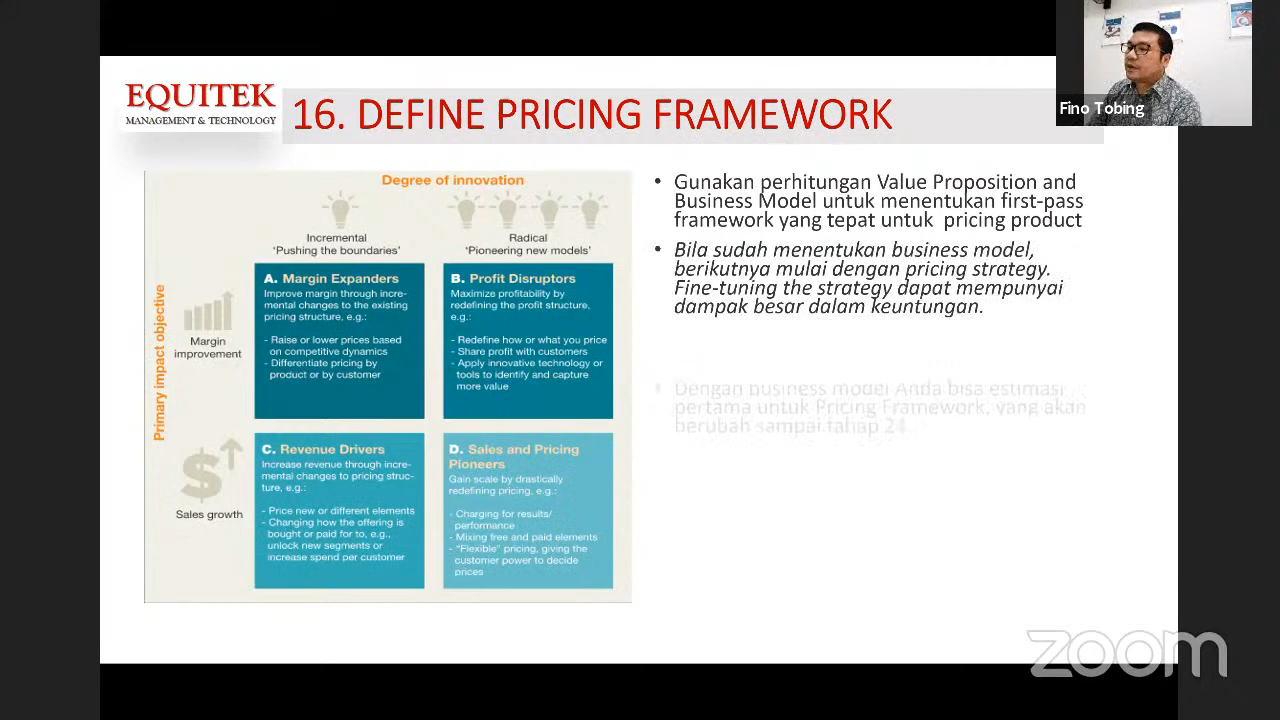 EQUITEK
MANAGEMENT & TECHNOLOGY
16. DEFINE PRICING FRAMEWORK
Fino Tobing
Degree of innovation
Incremental
'Pushing the boundaries'
Radical
'Pioneering new models'
Primary impact objective
Margin
improvement
A. Margin Expanders
Improve margin through incre-
mental changes to the existing
pricing structure, e.g.:
- Raise or lower prices based
on competitive dynamics
- Differentiate pricing by
product or by customer
B. Profit Disruptors
Maximize profitability by
redefining the profit structure,
e.g.:
- Redefine how or what you price
- Share profit with customers
- Apply innovative technology or
tools to identify and capture
more value
Sales growth
C. Revenue Drivers
Increase revenue through incre-
mental changes to pricing struc-
ture, e.g.:
- Price new or different elements
- Changing how the offering is
bought or paid for to, e.g.,
unlock new segments or
increase spend per customer
D. Sales and Pricing
Pioneers
Gain scale by drastically
redefining pricing, e.g.:
- Charging for results/
performance
- Mixing free and paid elements
- "Flexible" pricing, giving the
customer power to decide
prices
• Gunakan perhitungan Value Proposition and
Business Model untuk menentukan first-pass
framework yang tepat untuk pricing product
• Bila sudah menentukan business model,
berikutnya mulai dengan pricing strategy.
Fine-tuning the strategy dapat mempunyai
dampak besar dalam keuntungan.
• Dengan business model Anda bisa estimasi
pertama untuk Pricing Framework, yang akan
berubah sampai tahap 24
zoom